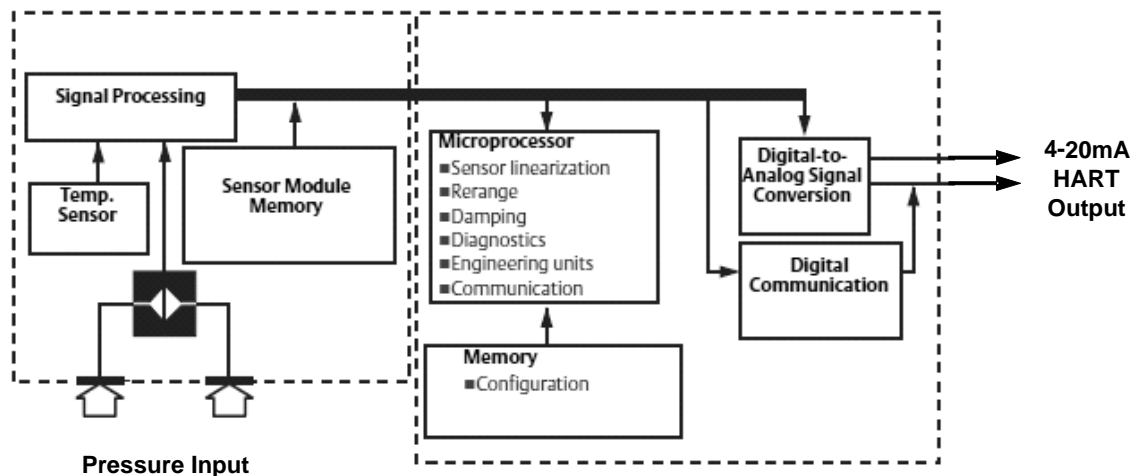 Signal Processing
Temp.
Sensor
Sensor Module
Memory
Pressure Input
Microprocessor
■Sensor linearization
■Rerange
■Damping
■Diagnostics
■Engineering units
■Communication
Memory
■Configuration
Digital-to-
Analog Signal
Conversion
Digital
Communication
4-20mA
HART
Output